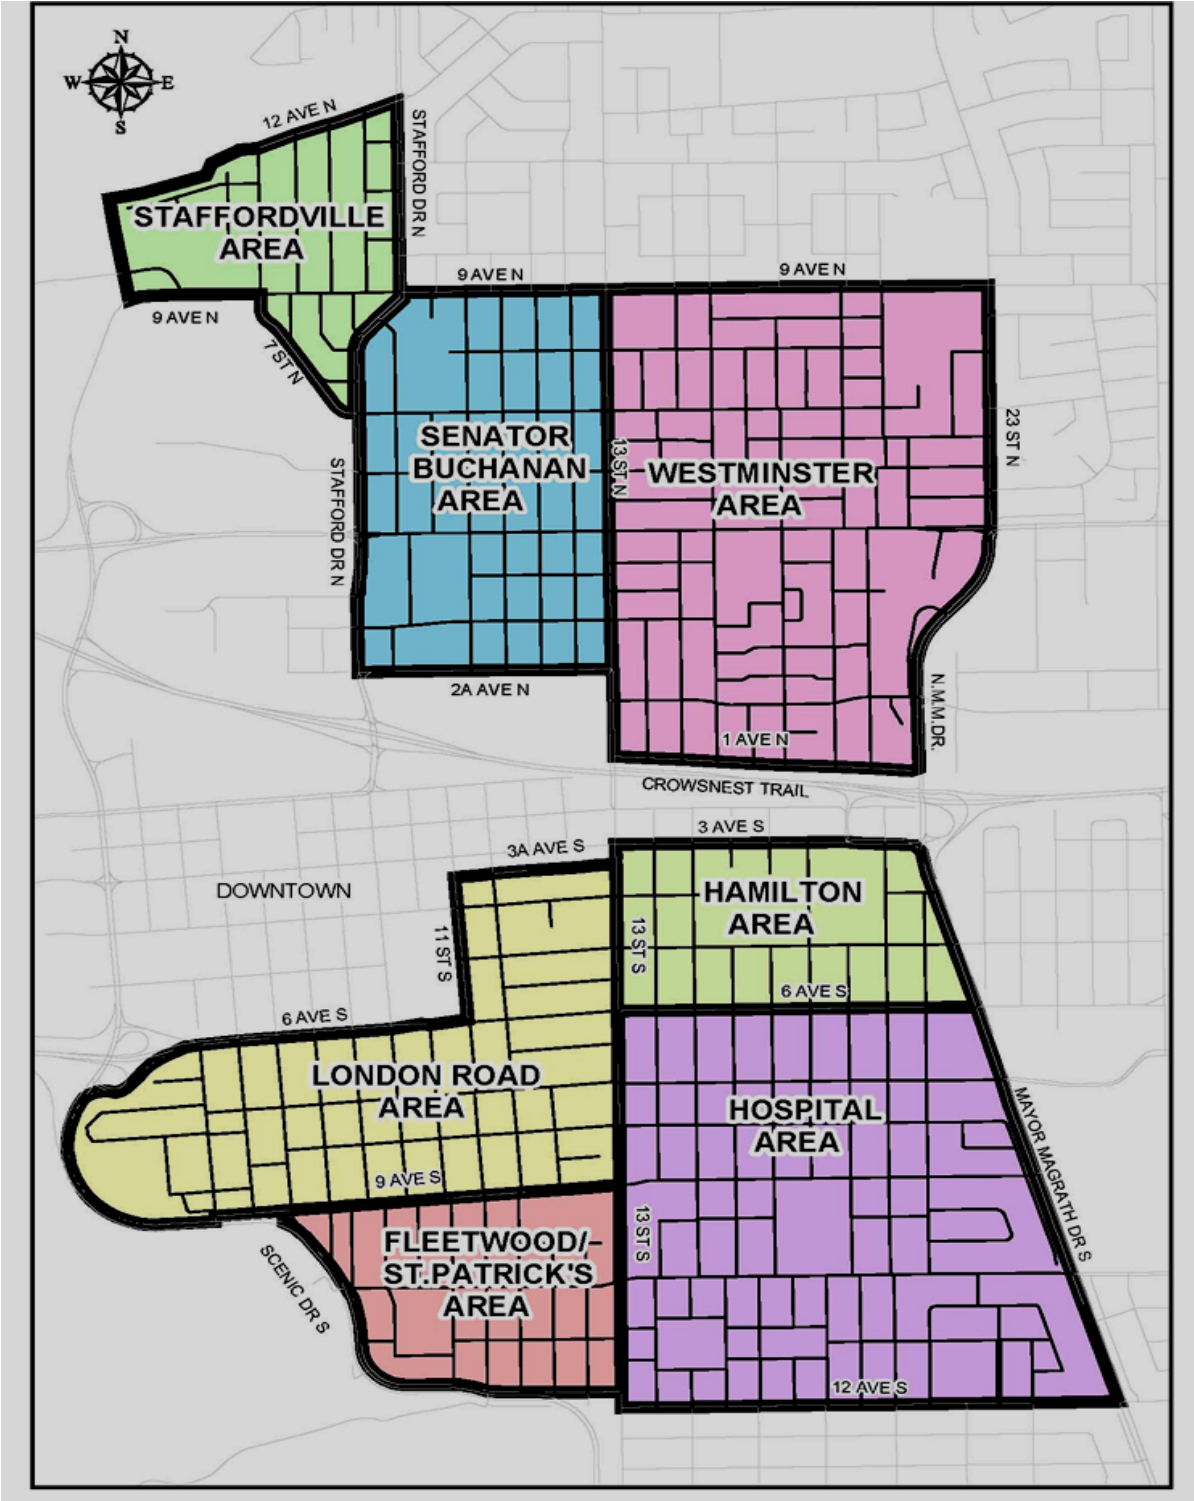 N
W E
S
12 AVE N
STAFFORD DR N
STAFFORDVILLE
AREA
9 AVE N
9 AVE N
9 AVE N
7 ST N
SENATOR
BUCHANAN
AREA
13 ST N
WESTMINSTER
AREA
23 ST N
STAFFORD DR N
2A AVE N
N.M.M.DR.
1 AVE N
CROWSNEST TRAIL
3 AVE S
3A AVE S
DOWNTOWN
HAMILTON
AREA
11 ST S
13 ST S
6 AVE S
6 AVE S
LONDON ROAD
AREA
HOSPITAL
AREA
MAYOR MAGRATH DR S
9 AVE S
13 ST S
SCENIC DR S
FLEETWOOD/
ST.PATRICK'S
AREA
12 AVE S